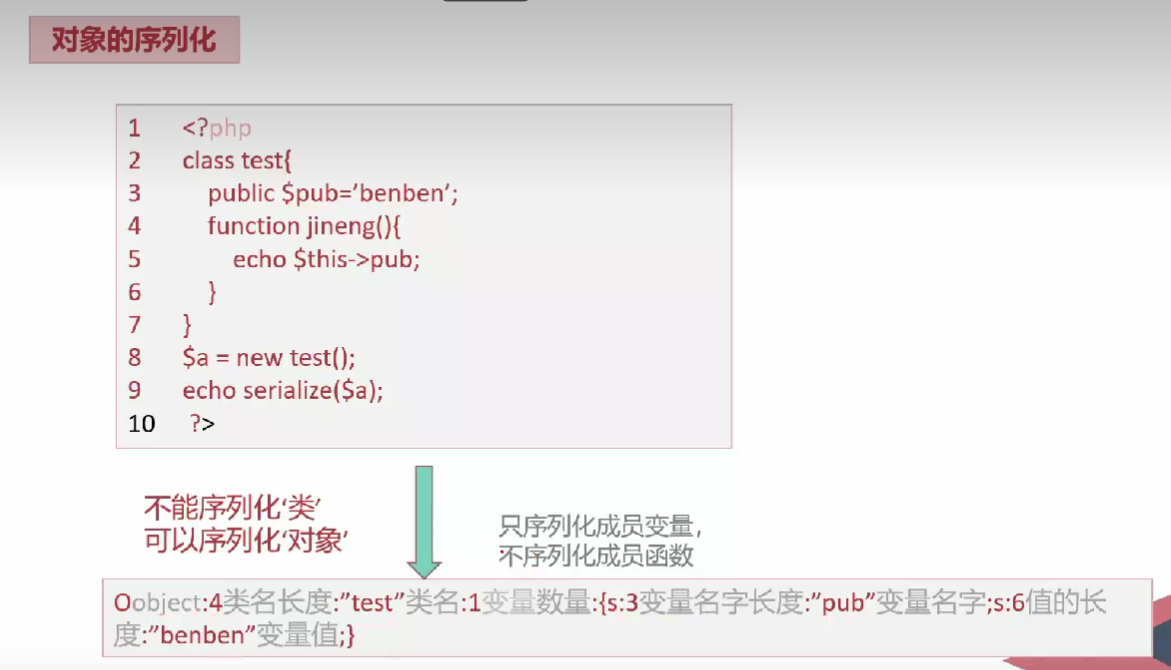 对象的序列化
1 <?php
2 class test{
3 public $pub=’benben’;
4 function jineng(){
5 echo $this->pub;
6 }
7 }
8 $a = new test();
9 echo serialize($a);
10 ?>
不能序列化‘类’
可以序列化‘对象’
只序列化成员变量，
不序列化成员函数
Oobject:4类名长度:”test”类名:1变量数量:{s:3变量名字长度:”pub”变量名字;s:6值的长
度:”benben”变量值;}